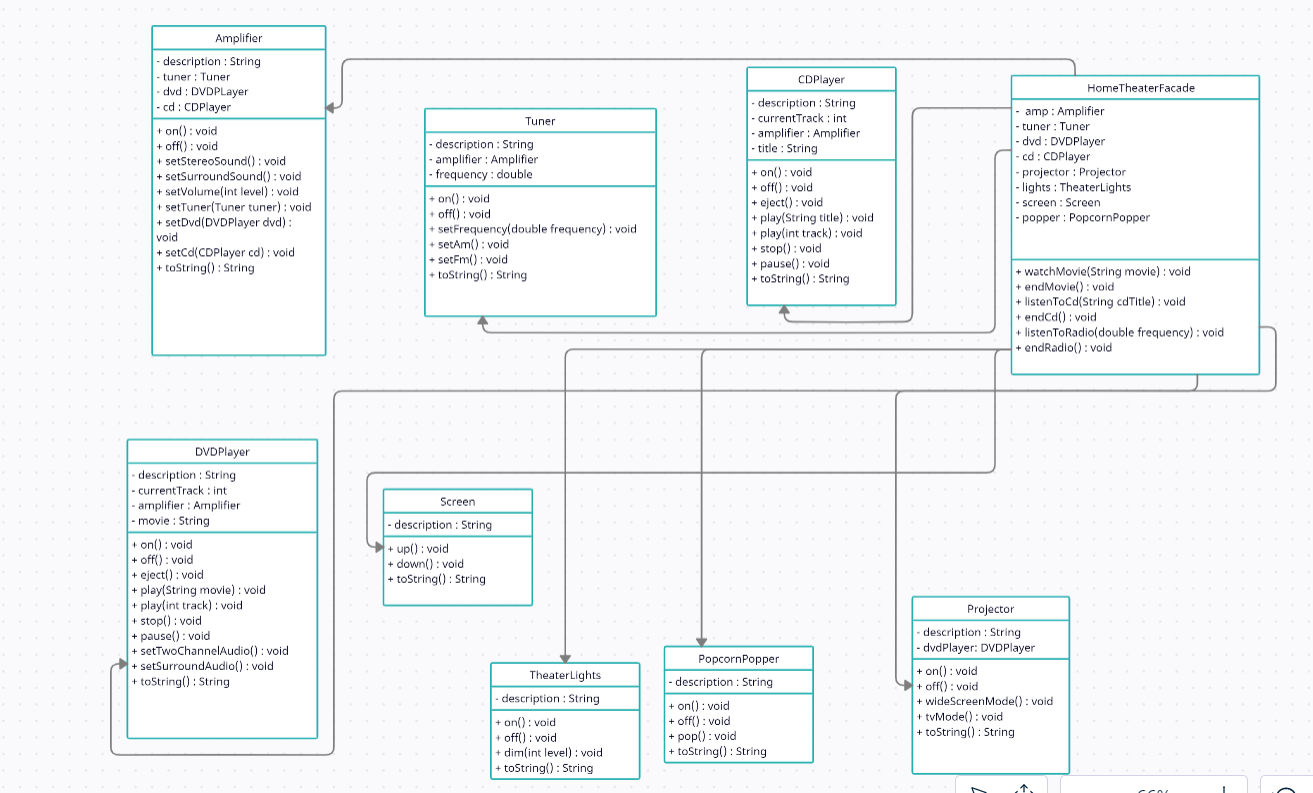 Amplifier
- description : String
- tuner : Tuner
- dvd : DVDPLayer
- cd : CDPlayer
+ on() : void
+ off() : void
+ setStereoSound() : void
+ setSurroundSound() : void
+ setVolume(int level) : void
+ setTuner(Tuner tuner) : void
+ setDvd(DVDPlayer dvd) :
void
+ setCd(CDPlayer cd) : void
+ toString() : String
Tuner
- description : String
- amplifier : Amplifier
- frequency : double
+ on() : void
+ off() : void
+ setFrequency(double frequency) : void
+ setAm() : void
+ setFm() : void
+ toString() : String
CDPlayer
- description : String
- currentTrack : int
- amplifier : Amplifier
- title : String
+ on() : void
+ off() : void
+ eject() : void
+ play(String title) : void
+ play(int track) : void
+ stop() : void
+ pause() : void
+ toString() : String
HomeTheaterFacade
- amp : Amplifier
- tuner : Tuner
- dvd : DVDPlayer
- cd : CDPlayer
- projector : Projector
- lights : TheaterLights
- screen : Screen
- popper : PopcornPopper
+ watchMovie(String movie) : void
+ endMovie() : void
+ listenToCd(String cdTitle) : void
+ endCd() : void
+ listenToRadio(double frequency) : void
+ endRadio() : void
DVDPlayer
- description : String
- currentTrack : int
- amplifier : Amplifier
- movie : String
+ on() : void
+ off() : void
+ eject() : void
+ play(String movie) : void
+ play(int track) : void
+ stop() : void
+ pause() : void
+ setTwoChannelAudio() : void
+ setSurroundAudio() : void
+ toString() : String
Screen
- description : String
+ up() : void
+ down() : void
+ toString() : String
TheaterLights
- description : String
+ on() : void
+ off() : void
+ dim(int level) : void
+ toString() : String
PopcornPopper
- description : String
+ on() : void
+ off() : void
+ pop() : void
+ toString() : String
Projector
- description : String
- dvdPlayer: DVDPlayer
+ on() : void
+ off() : void
+ wideScreenMode() : void
+ tvMode() : void
+ toString() : String